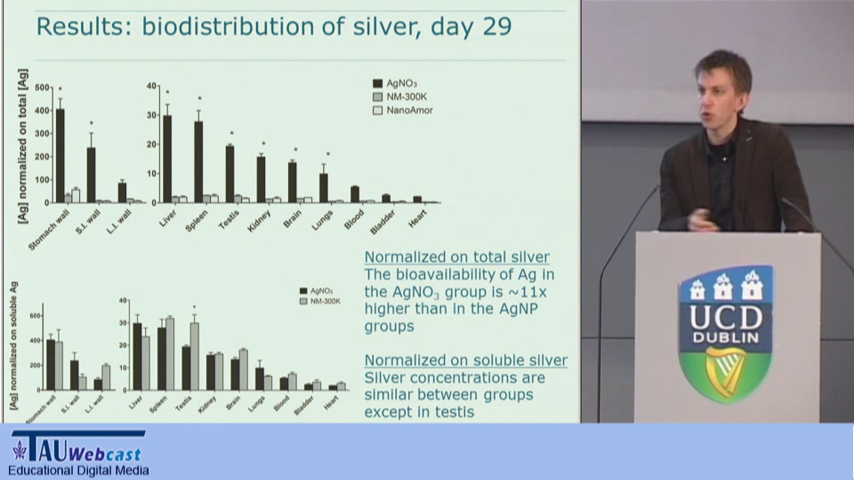 Results: biodistribution of silver, day 29
[Ag] normalized on total [Ag]
500
400
300
200
100
0
Stomach wall
S.I. wall
L.I. wall
40
30
20
10
0
Liver
Spleen
Testis
Kidney
Brain
Lungs
Blood
Bladder
Heart
AgNO₃
NM-300K
NanoAmor
Normalized on total silver
The bioavailability of Ag in
the AgNO₃ group is ~11x
higher than in the AgNP
groups
[Ag] normalized on soluble Ag
600
400
200
0
Stomach wall
S.I. wall
L.I. wall
40
30
20
10
0
Liver
Spleen
Testis
Kidney
Brain
Lungs
Blood
Bladder
Heart
AgNO₃
NM-300K
Normalized on soluble silver
Silver concentrations are
similar between groups
except in testis
UCD
DUBLIN
TAU Webcast
Educational Digital Media